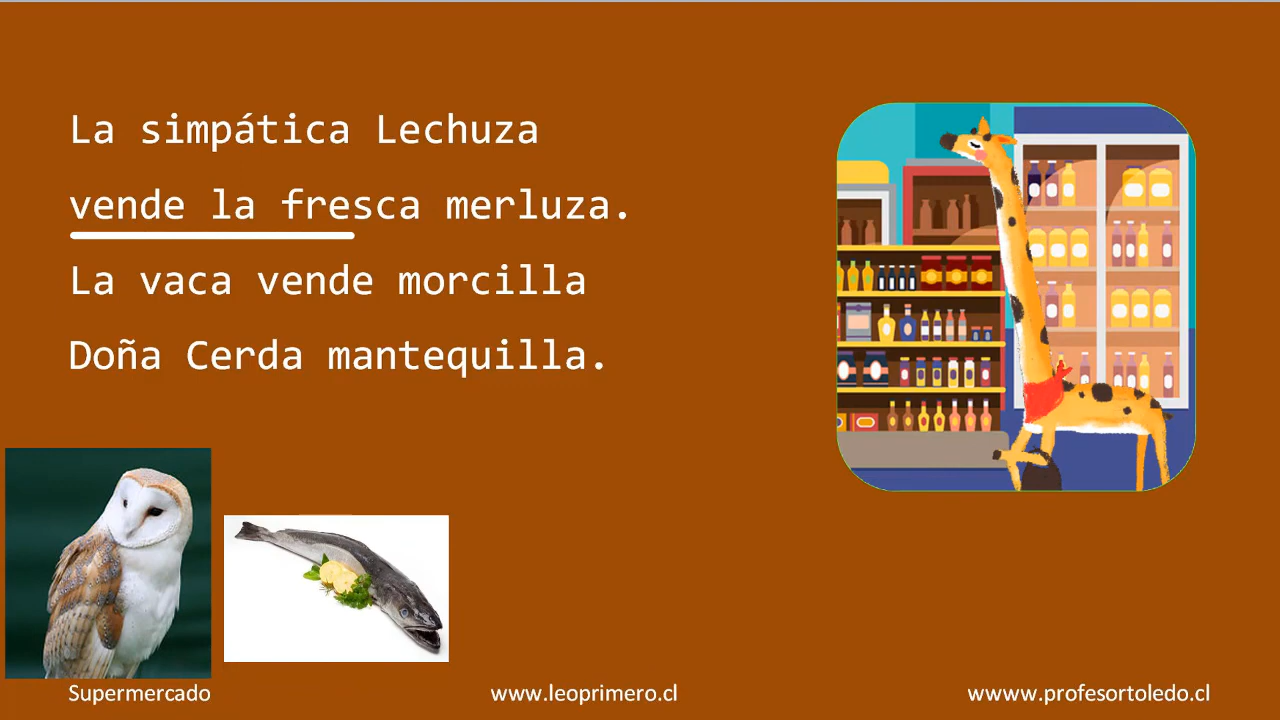 La simpática Lechuza
vende la fresca merluza.
La vaca vende morcilla
Doña Cerda mantequilla.
Supermercado
www.leoprimero.cl
wwww.profesortoledo.cl